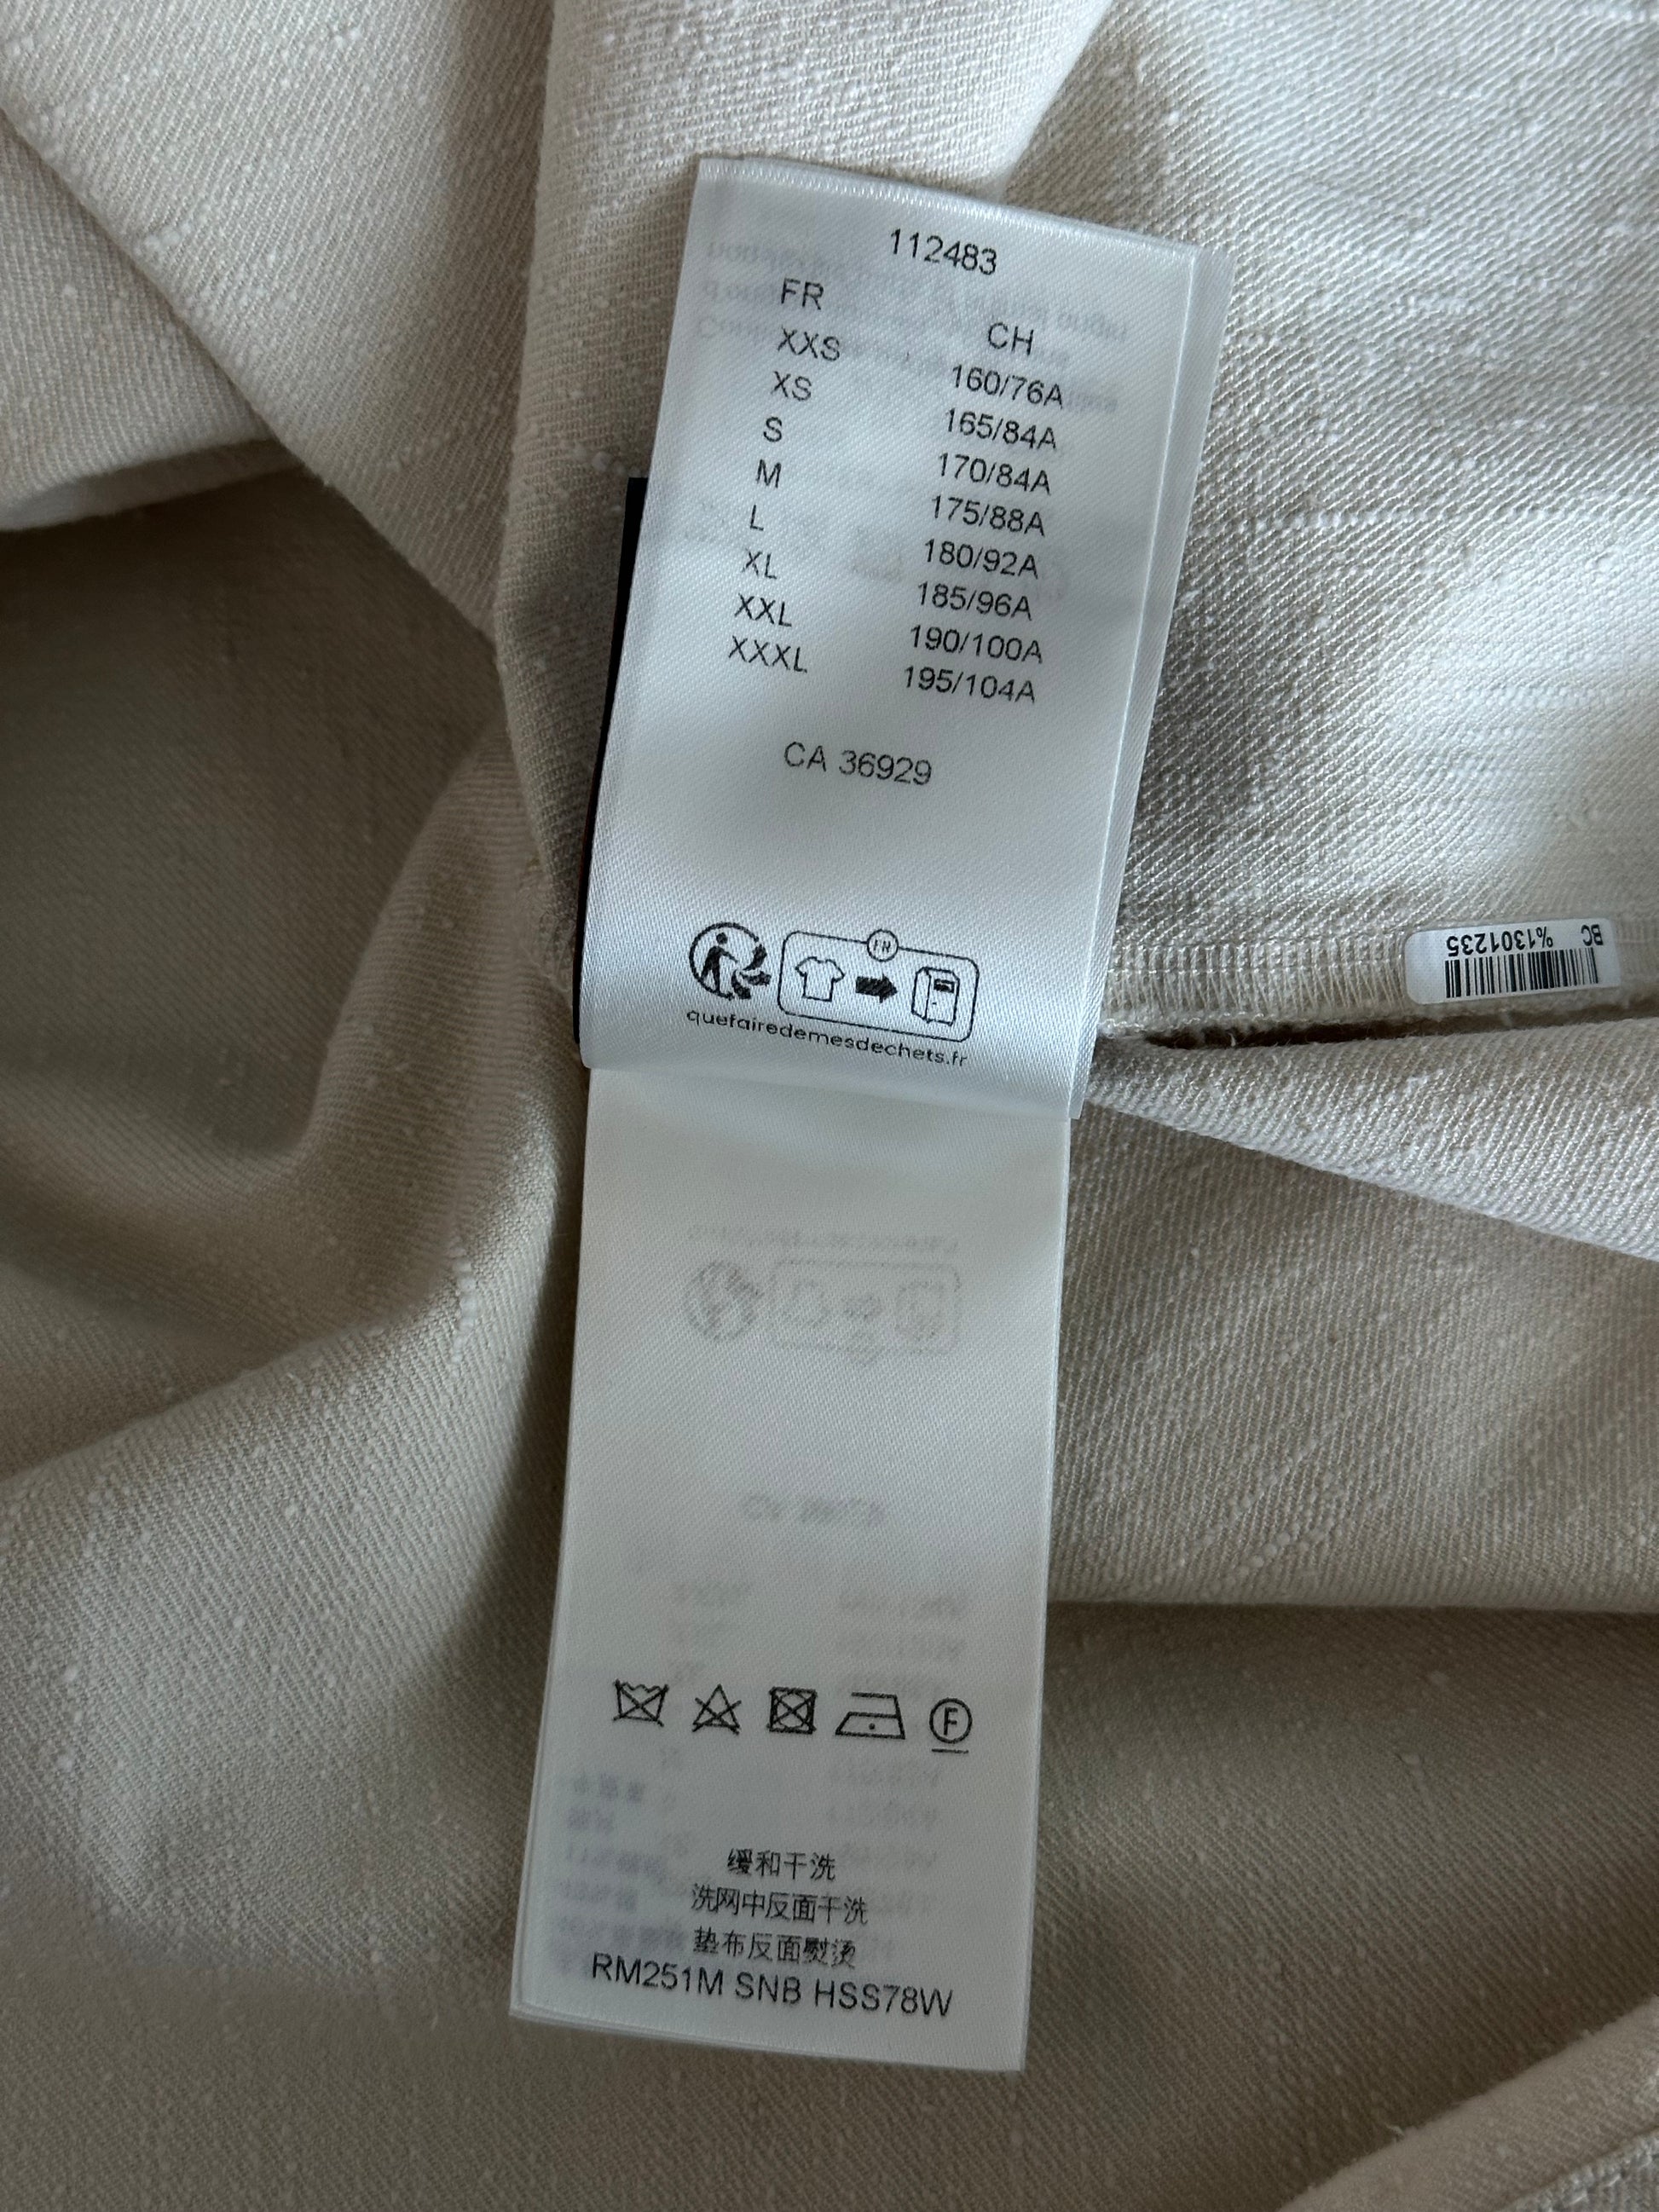 112483
FR CH
XXS 160/76A
XS 165/84A
S 170/84A
M 175/88A
L 180/92A
XL 185/96A
XXL 190/100A
XXXL 195/104A
CA 36929
FR
quefairedemesdechets.fr
BC %1301235
F
缓和干洗
洗网中反面干洗
垫布反面熨烫
RM251M SNB HSS78W